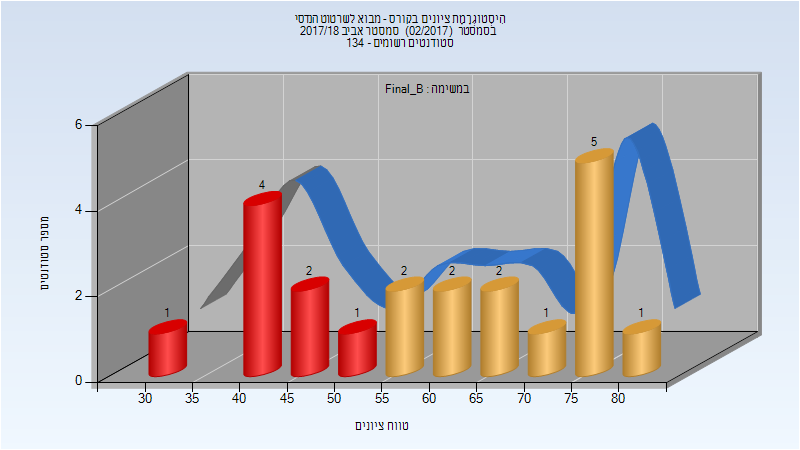 היסטוגרמת ציונים בקורס - מבוא לשרטוט הנדסי
בסמסטר (02/2017) סמסטר אביב 2017/18
סטודנטים רשומים - 134
במשימה : Final_B
מספר סטודנטים
6
4
2
0
1
4
2
1
2
2
2
1
5
1
30 35 40 45 50 55 60 65 70 75 80
טווח ציונים